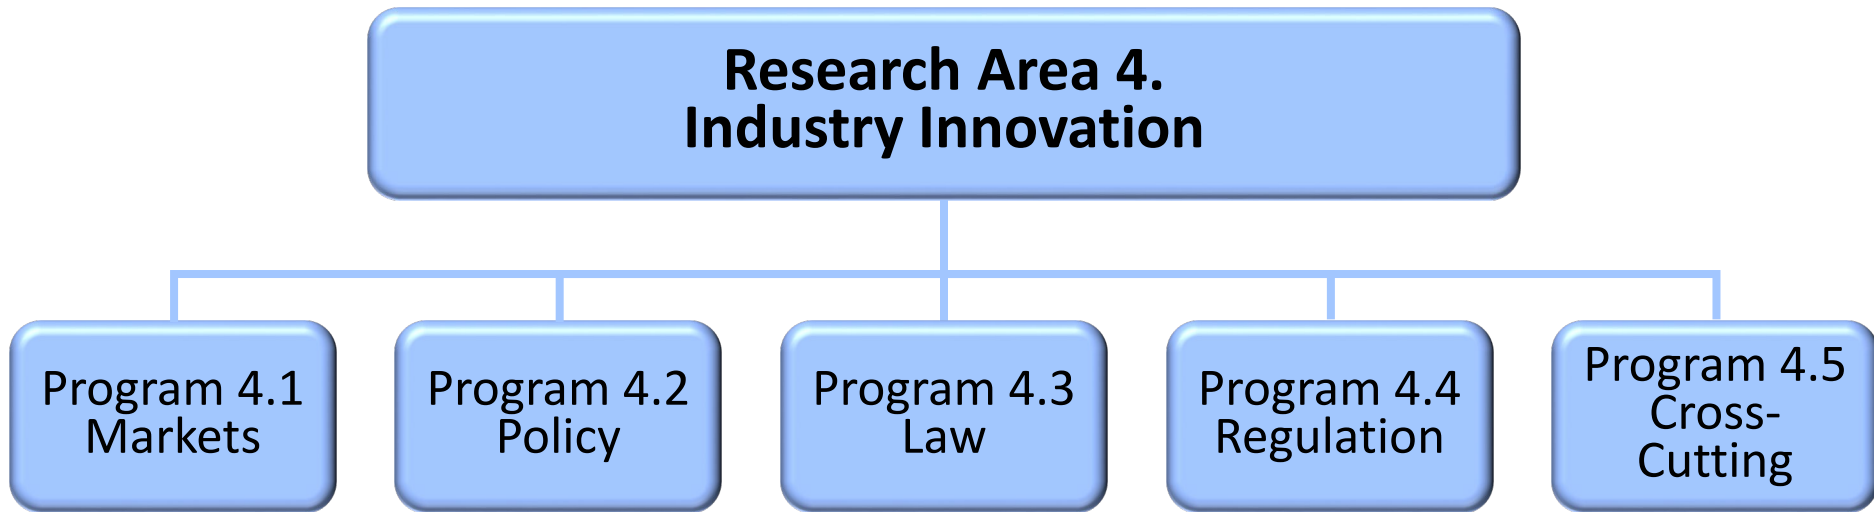 Research Area 4.
Industry Innovation
Program 4.1
Markets
Program 4.2
Policy
Program 4.3
Law
Program 4.4
Regulation
Program 4.5
Cross-
Cutting